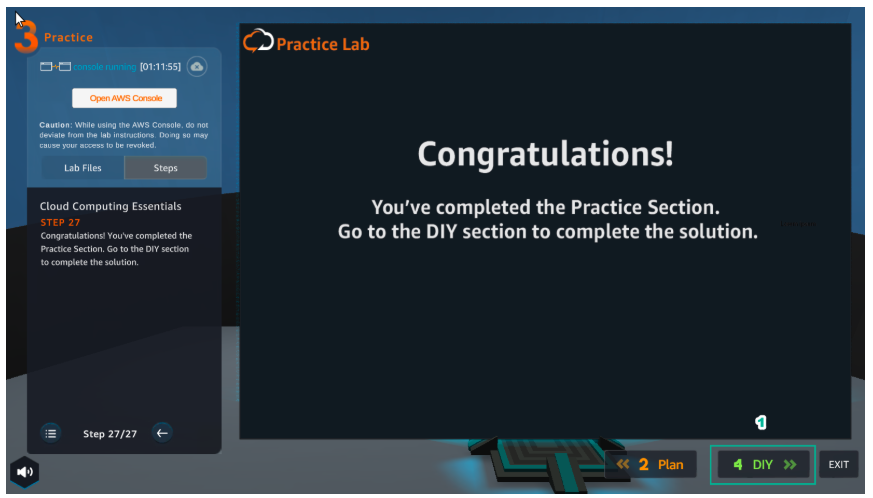 3 Practice
console running [01:11:55]
Open AWS Console
Caution: While using the AWS Console, do not
deviate from the lab instructions. Doing so may
cause your access to be revoked.
Lab Files Steps
Cloud Computing Essentials
STEP 27
Congratulations! You've completed the
Practice Section. Go to the DIY section
to complete the solution.
Step 27/27
Practice Lab
Congratulations!
You've completed the Practice Section.
Go to the DIY section to complete the solution.
1
2 Plan
4 DIY
EXIT